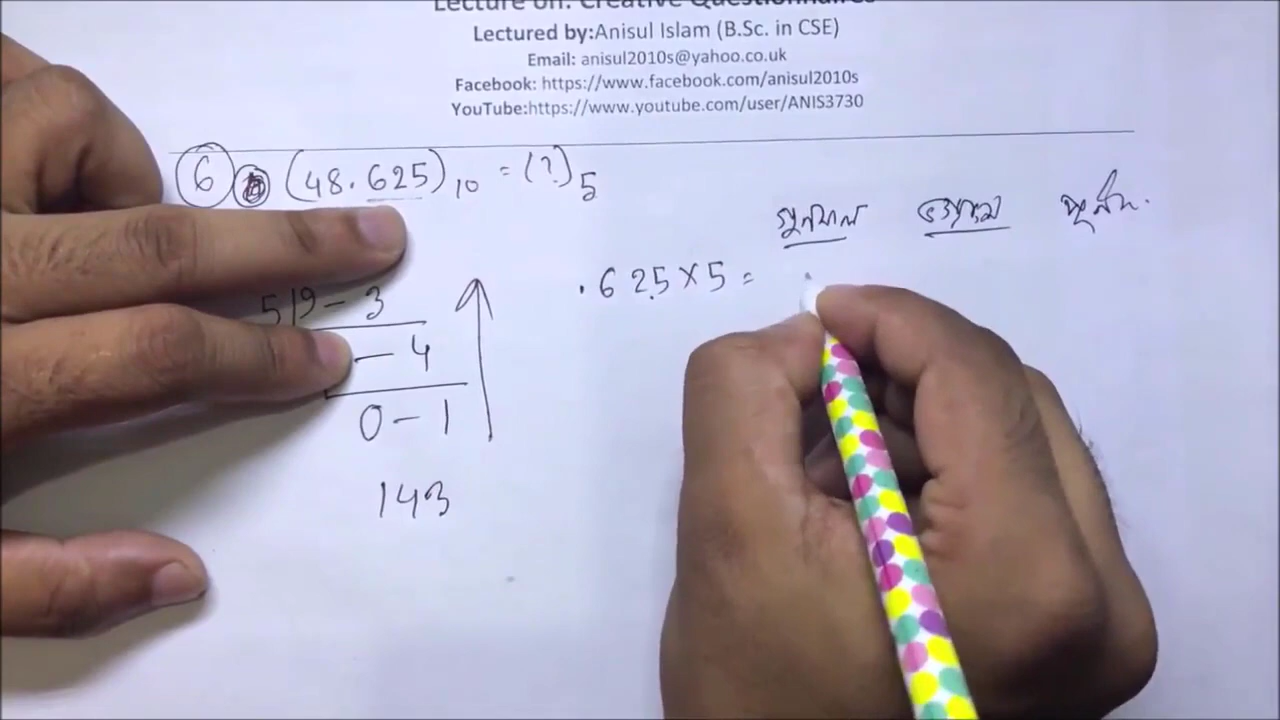 Lecture on: Creative Questionnaires
Lectured by:Anisul Islam (B.Sc. in CSE)
Email: anisul2010s@yahoo.co.uk
Facebook: https://www.facebook.com/anisul2010s
YouTube:https://www.youtube.com/user/ANIS3730
6 (48.625)10 = (?)5
গুনফল ভগ্নাংশ পূর্ণাংশ
.625×5 =
5|9 – 3
– 4
0 – 1
143